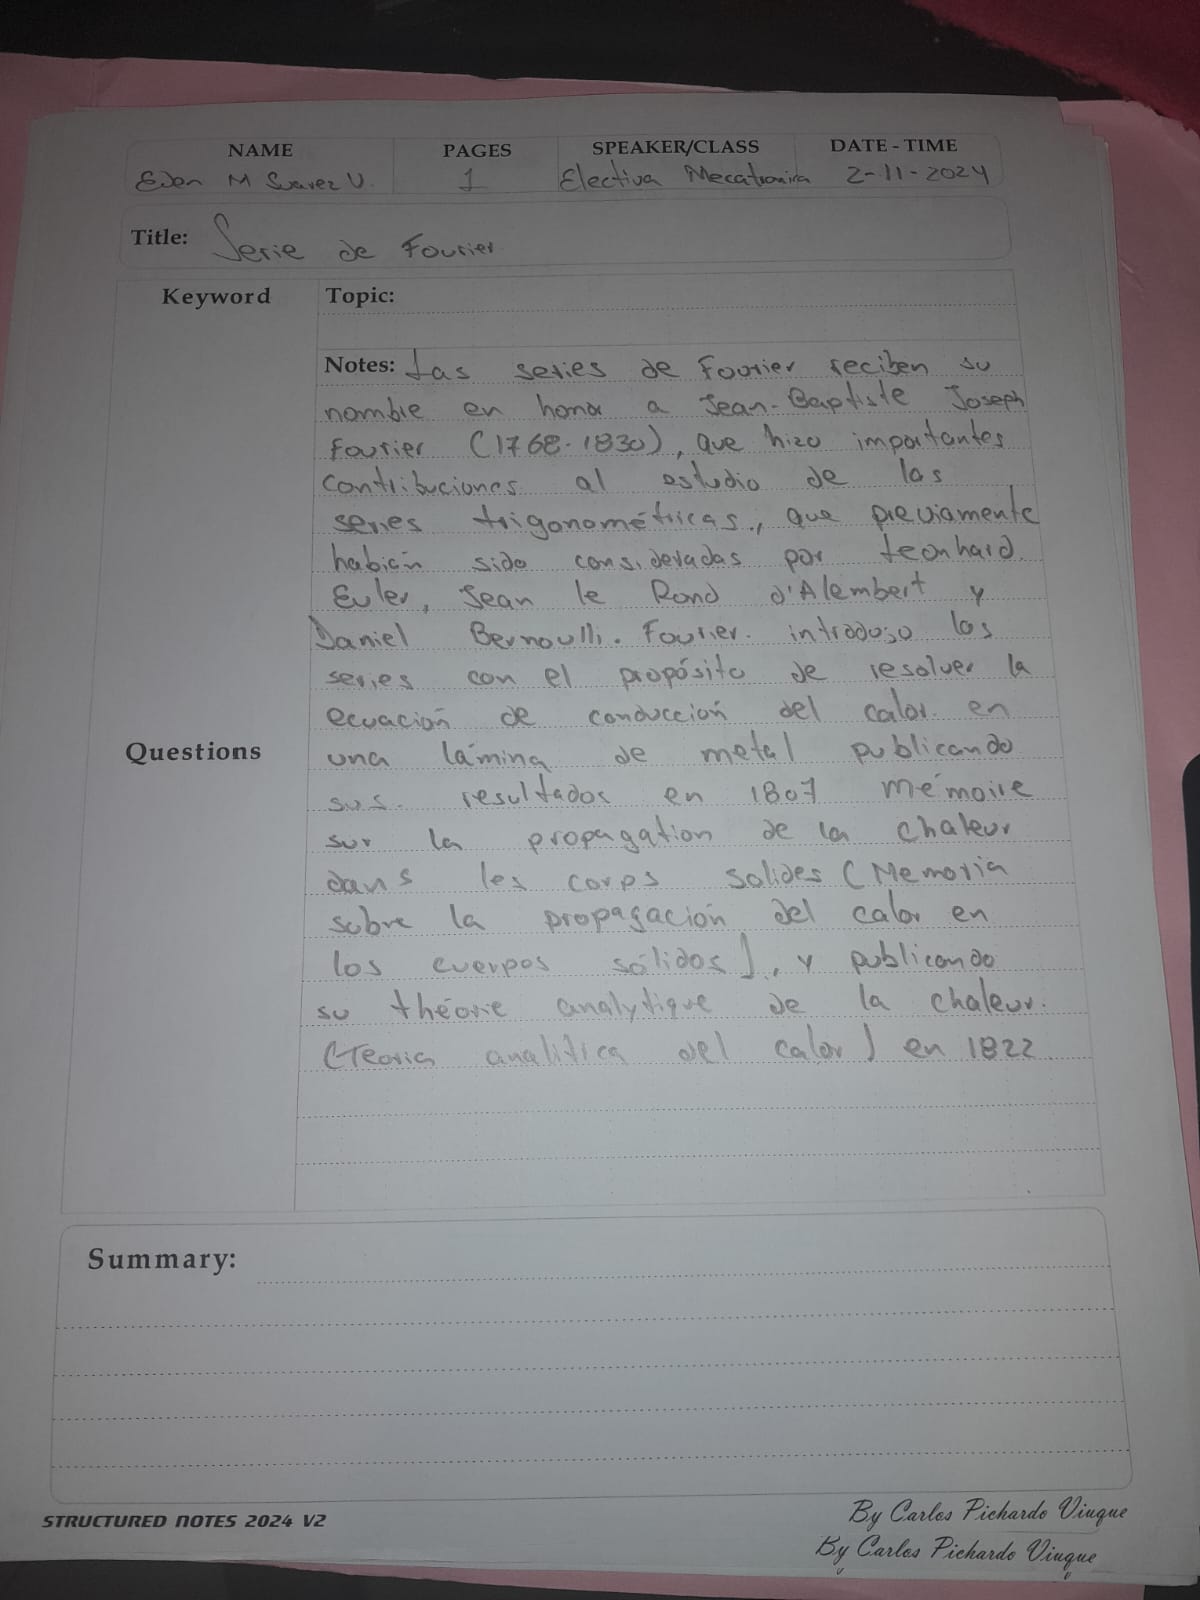 NAME PAGES SPEAKER/CLASS DATE - TIME
Eden M Suarez V. 1 Electiva Mecatronica 2-11-2024
Title: Serie de Fourier
Keyword Topic:
Notes: Las series de Fourier reciben su
nombre en honor a Jean-Baptiste Joseph
Fourier (1768-1830), que hizo importantes
contribuciones al estudio de las
series trigonométricas, que previamente
habían sido consideradas por Leonhard
Euler, Jean le Rond d'Alembert y
Daniel Bernoulli. Fourier introdujo las
series con el propósito de resolver la
ecuación de conducción del calor en
Questions
una lámina de metal publicando
sus resultados en 1807 mémoire
sur la propagation de la chaleur
dans les corps solides (Memoria
sobre la propagación del calor en
los cuerpos sólidos), y publicando
su théorie analytique de la chaleur.
(Teoria analitica del calor) en 1822
Summary:
STRUCTURED NOTES 2024 V2
By Carlos Pichardo Viuque
By Carlos Pichardo Viuque